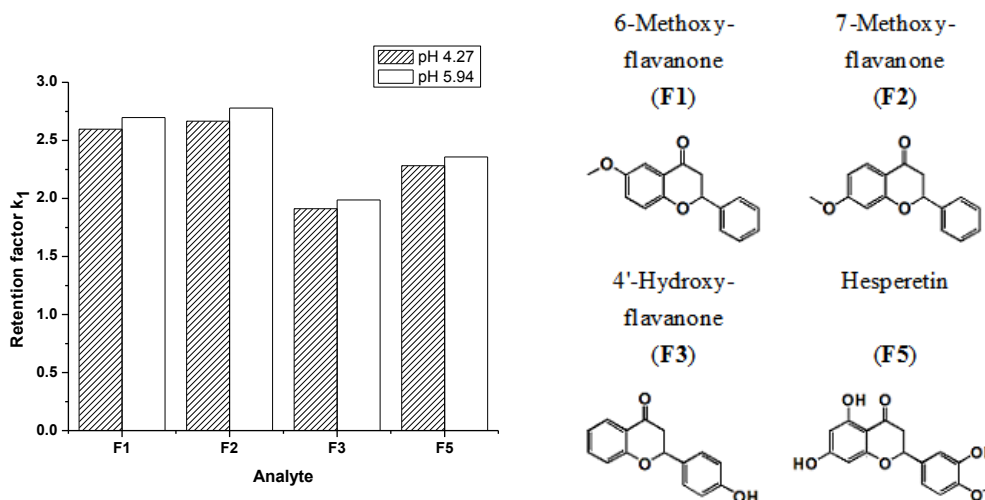 pH 4.27
pH 5.94
3.0
2.5
2.0
1.5
1.0
0.5
0.0
Retention factor k1
F1
F2
F3
F5
Analyte
6-Methoxy-
flavanone
(F1)
7-Methoxy-
flavanone
(F2)
O
O
O
O
O
O
4'-Hydroxy-
flavanone
(F3)
Hesperetin
(F5)
O
O
OH
OH
O
HO
O